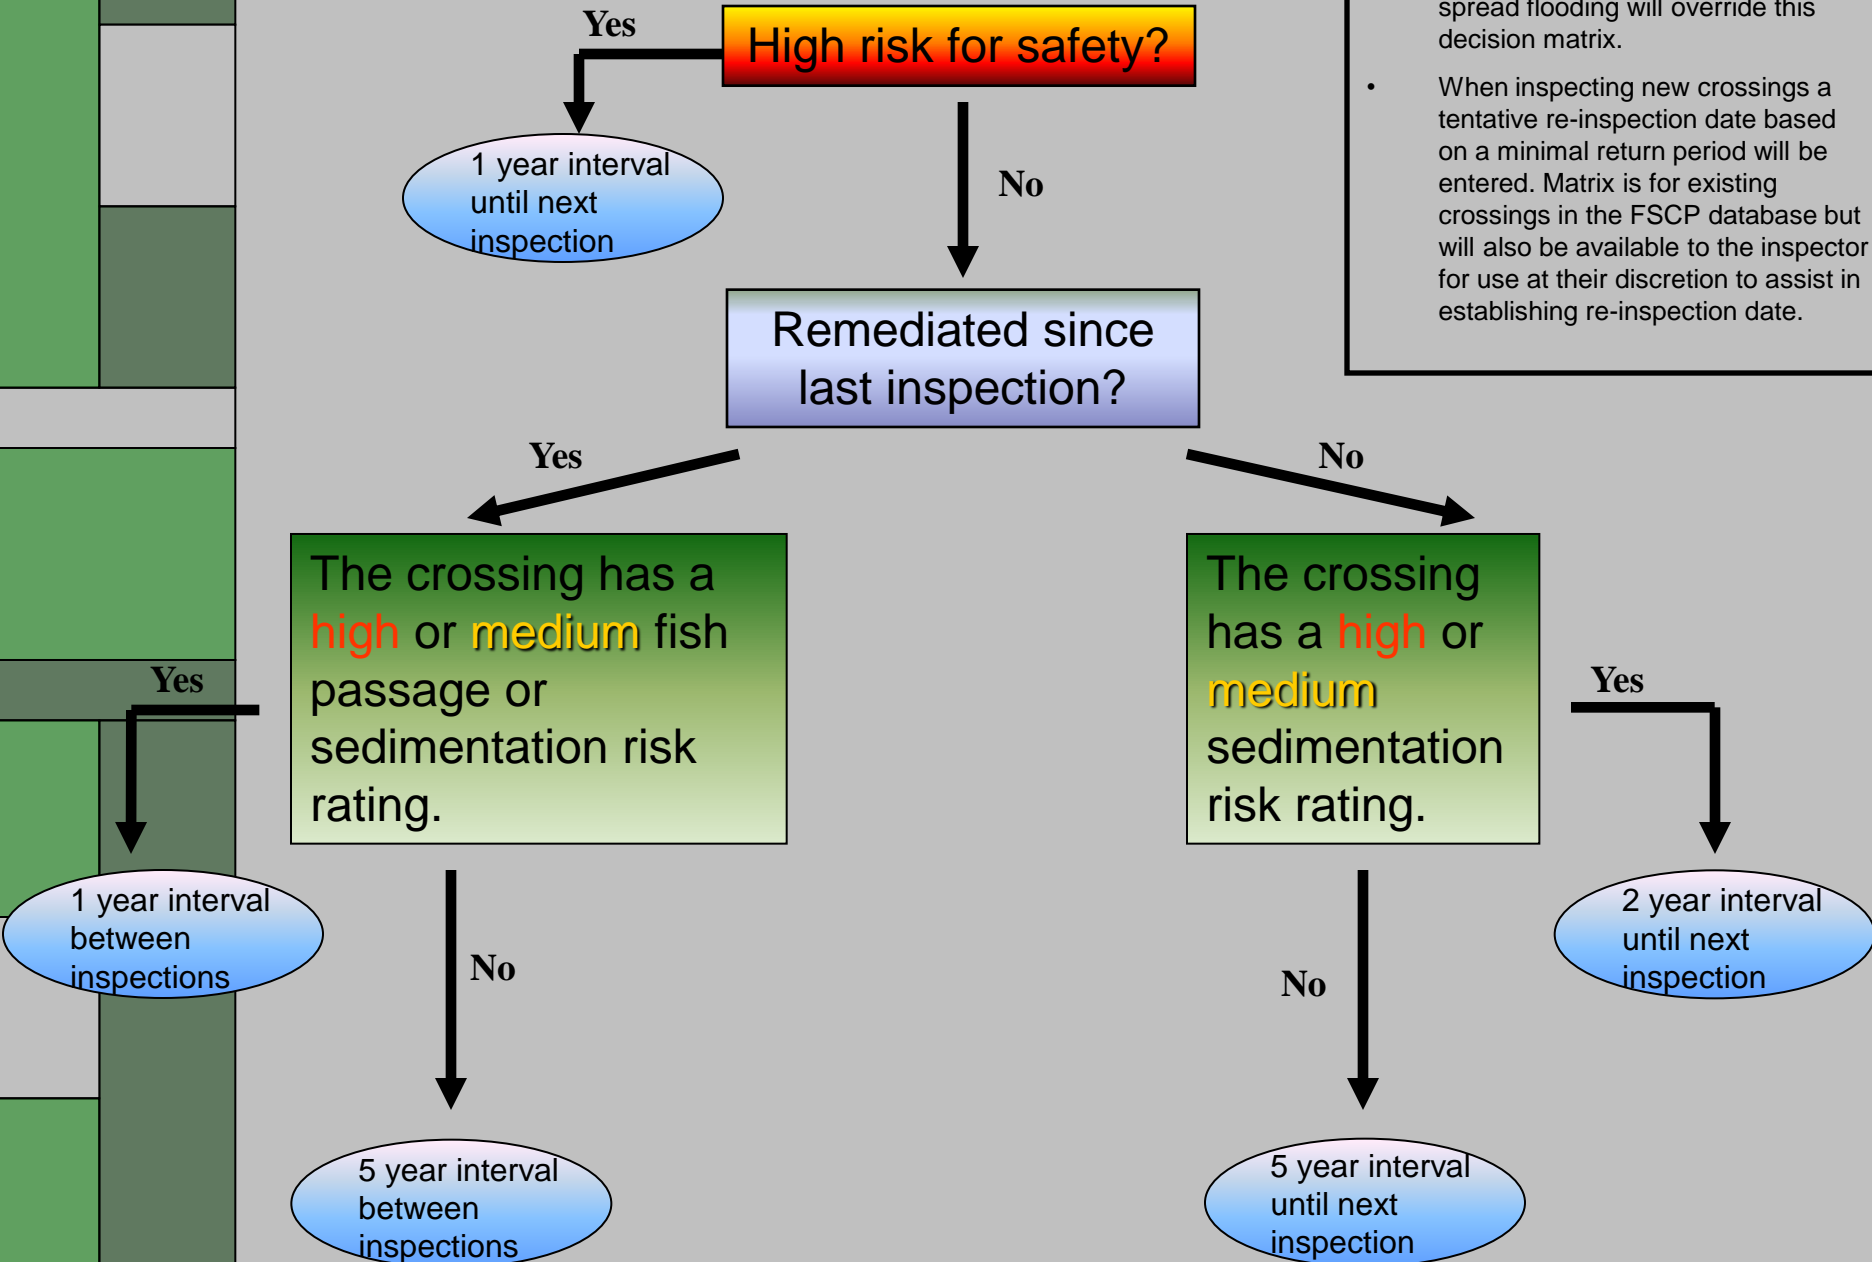 Yes
High risk for safety?
spread flooding will override this
decision matrix.
• When inspecting new crossings a
tentative re-inspection date based
on a minimal return period will be
entered. Matrix is for existing
crossings in the FSCP database but
will also be available to the inspector
for use at their discretion to assist in
establishing re-inspection date.
1 year interval
until next
inspection
No
Remediated since
last inspection?
Yes
No
The crossing has a
high or medium fish
passage or
sedimentation risk
rating.
The crossing
has a high or
medium
sedimentation
risk rating.
Yes
Yes
1 year interval
between
inspections
No
No
2 year interval
until next
inspection
5 year interval
between
inspections
5 year interval
until next
inspection